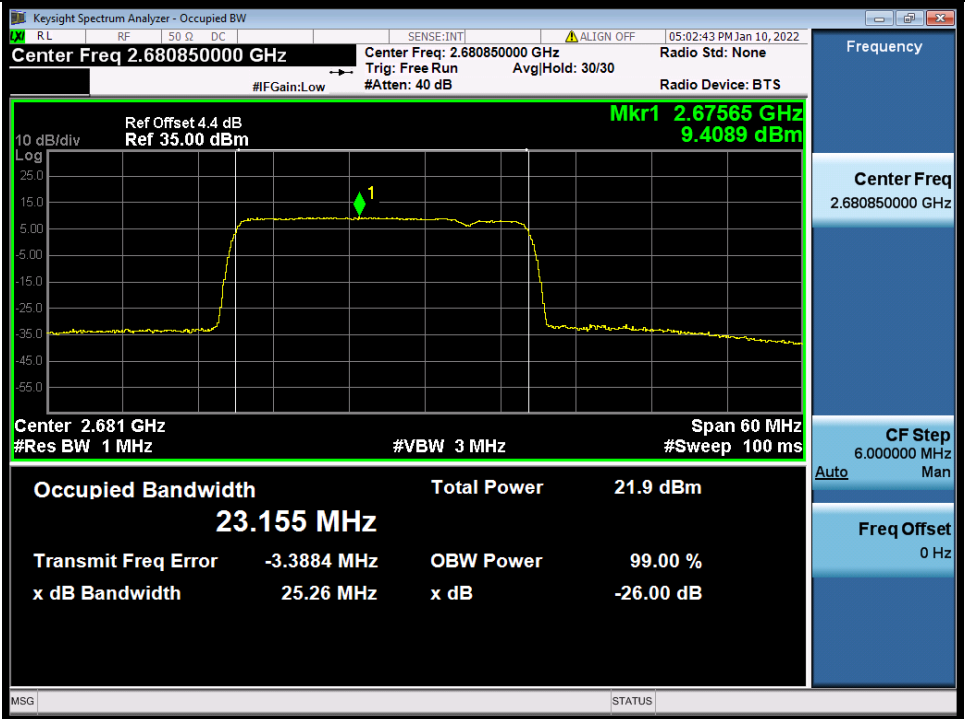 Keysight Spectrum Analyzer - Occupied BW
LXI RL RF 50 Ω DC SENSE:INT ALIGN OFF 05:02:43 PM Jan 10, 2022
Center Freq 2.680850000 GHz
Center Freq: 2.680850000 GHz
Radio Std: None
Trig: Free Run Avg|Hold: 30/30
#IFGain:Low
#Atten: 40 dB
Radio Device: BTS
Mkr1 2.67565 GHz
9.4089 dBm
Ref Offset 4.4 dB
10 dB/div Ref 35.00 dBm
Log
25.0
15.0
5.00
-5.00
-15.0
-25.0
-35.0
-45.0
-55.0
1
Center 2.681 GHz Span 60 MHz
#Res BW 1 MHz #VBW 3 MHz #Sweep 100 ms
Occupied Bandwidth
23.155 MHz
Total Power 21.9 dBm
Transmit Freq Error -3.3884 MHz OBW Power 99.00 %
x dB Bandwidth 25.26 MHz x dB -26.00 dB
Frequency
Center Freq
2.680850000 GHz
CF Step
6.000000 MHz
Auto Man
Freq Offset
0 Hz
MSG STATUS